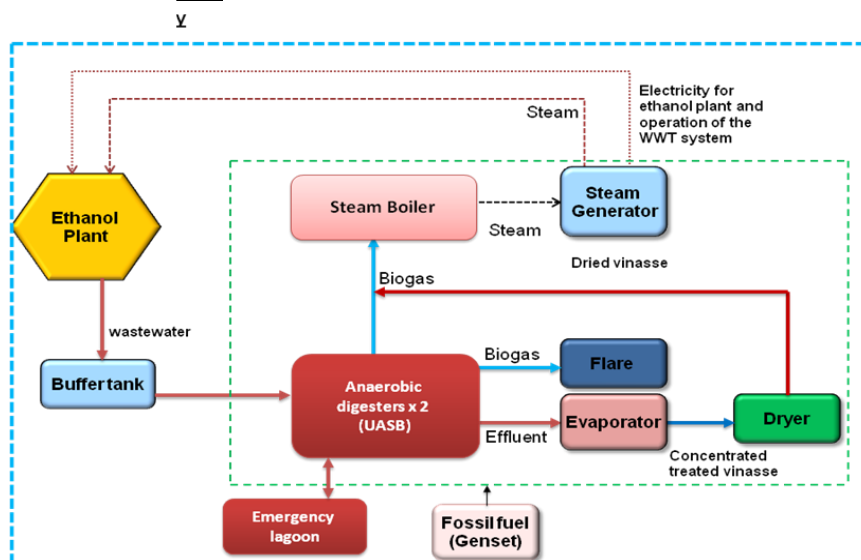 y
Electricity for
ethanol plant and
operation of the
WWT system
Steam
Steam Boiler
Steam
Generator
Ethanol
Plant
Steam
Dried vinasse
Biogas
wastewater
Biogas
Flare
Buffertank
Anaerobic
digesters x 2
(UASB)
Effluent
Evaporator
Dryer
Concentrated
treated vinasse
Emergency
lagoon
Fossil fuel
(Genset)